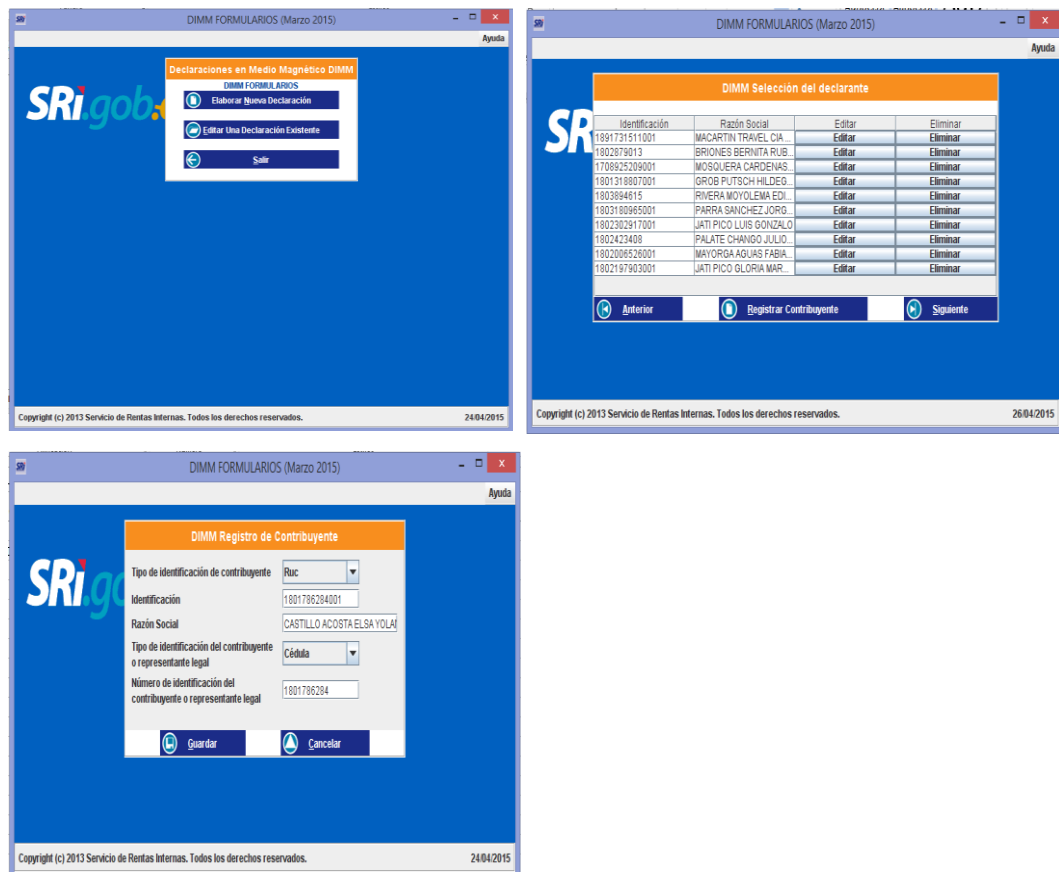 DIMM FORMULARIOS (Marzo 2015)
Ayuda
SRi.gob.
Declaraciones en Medio Magnético DIMM
DIMM FORMULARIOS
Elaborar Nueva Declaración
Editar Una Declaración Existente
Salir
Copyright (c) 2013 Servicio de Rentas Internas. Todos los derechos reservados. 24/04/2015
DIMM FORMULARIOS (Marzo 2015)
Ayuda
SR
DIMM Selección del declarante
Identificación Razón Social Editar Eliminar
1891731511001 MACARTIN TRAVEL CIA ... Editar Eliminar
1802879013 BRIONES BERNITA RUB... Editar Eliminar
1708925209001 MOSQUERA CARDENAS... Editar Eliminar
1801318807001 GROB PUTSCH HILDEG... Editar Eliminar
1803894615 RIVERA MOYOLEMA EDI... Editar Eliminar
1803180965001 PARRA SANCHEZ JORG... Editar Eliminar
1802302917001 JATI PICO LUIS GONZALO Editar Eliminar
1802423408 PALATE CHANGO JULIO... Editar Eliminar
1802006526001 MAYORGA AGUAS FABIA... Editar Eliminar
1802197903001 JATI PICO GLORIA MAR... Editar Eliminar
Anterior Registrar Contribuyente Siguiente
Copyright (c) 2013 Servicio de Rentas Internas. Todos los derechos reservados. 26/04/2015
DIMM FORMULARIOS (Marzo 2015)
Ayuda
SRi.go
DIMM Registro de Contribuyente
Tipo de identificación de contribuyente Ruc
Identificación 1801786284001
Razón Social CASTILLO ACOSTA ELSA YOLA
Tipo de identificación del contribuyente
o representante legal Cédula
Número de identificación del
contribuyente o representante legal 1801786284
Guardar Cancelar
Copyright (c) 2013 Servicio de Rentas Internas. Todos los derechos reservados. 24/04/2015